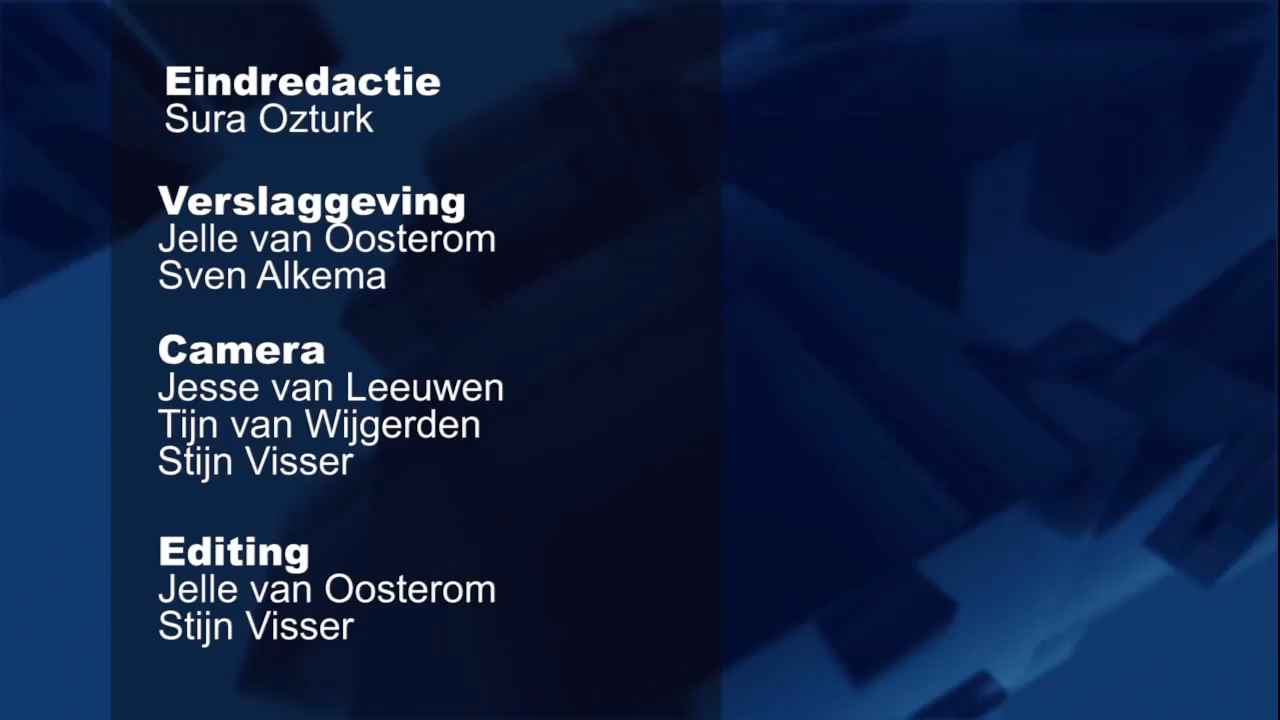 Eindredactie
Sura Ozturk
Verslaggeving
Jelle van Oosterom
Sven Alkema
Camera
Jesse van Leeuwen
Tijn van Wijgerden
Stijn Visser
Editing
Jelle van Oosterom
Stijn Visser